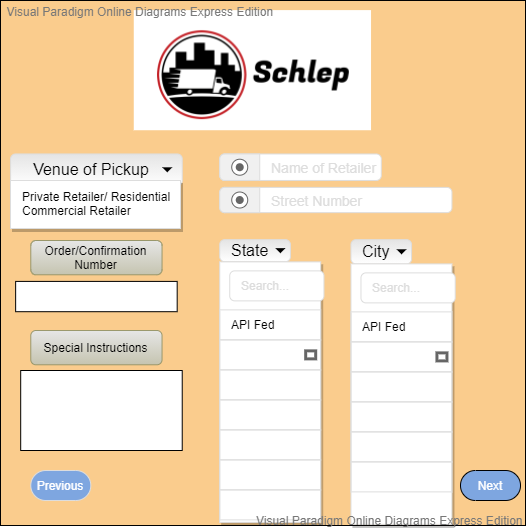 Visual Paradigm Online Diagrams Express Edition
Schlep
Venue of Pickup
Private Retailer/ Residential
Commercial Retailer
Name of Retailer
Street Number
Order/Confirmation
Number
State
City
Search...
Search...
API Fed
API Fed
Special Instructions
Previous
Next
Visual Paradigm Online Diagrams Express Edition